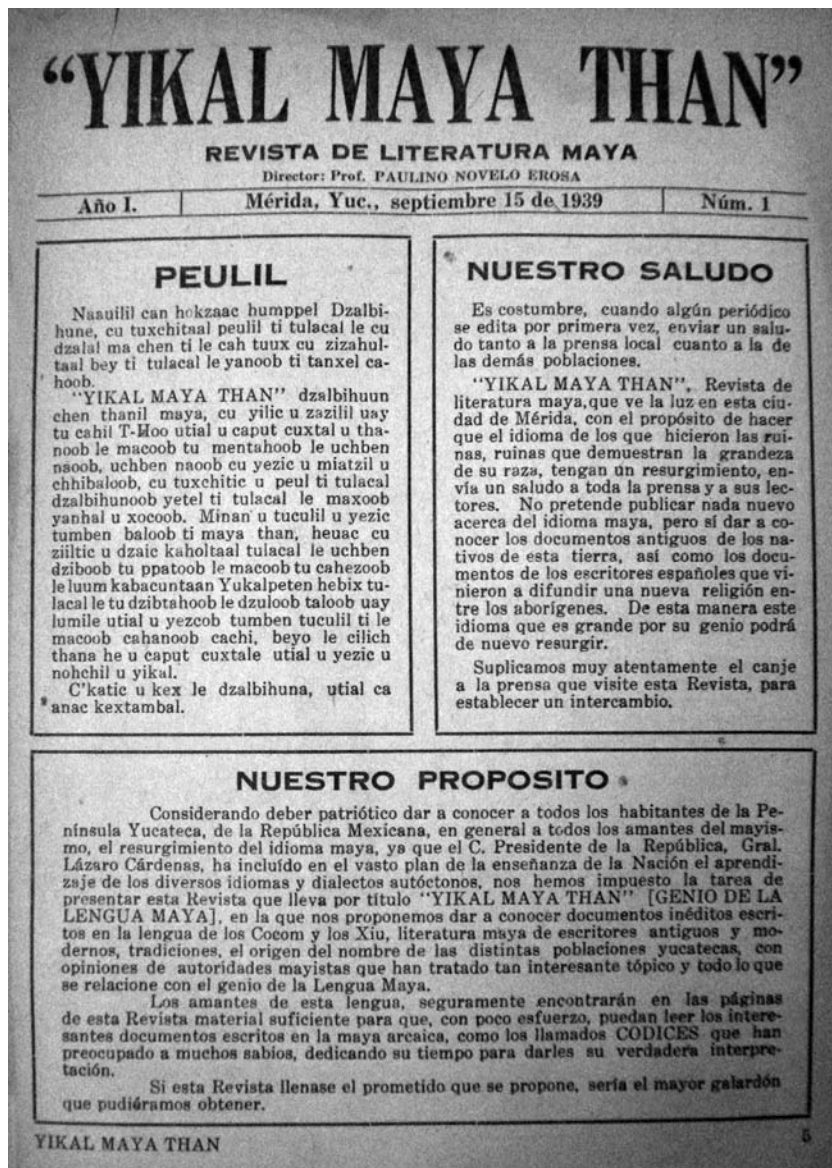 “YIKAL MAYA THAN”
REVISTA DE LITERATURA MAYA
Director: Prof. PAULINO NOVELO EROSA
Año I. Mérida, Yuc., septiembre 15 de 1939 Núm. 1
PEULIL
Naauilil can hokzaac humppel Dzalbi-
hune, cu tuxchitaal peulil ti tulacal le cu
dzalal ma chen ti le cah tuux cu zizahul-
taal bey ti tulacal le yanoob ti tanxel ca-
hoob.
"YIKAL MAYA THAN" dzalbihuun
chen thanil maya, cu yilic u zazilil uay
tu cahil T-Hoo utial u caput cuxtal u tha-
noob le macoob tu mentahoob le uchben
naoob, uchben naoob cu yezic u miatzil u
chhibaloob, cu tuxchitic u peul ti tulacal
dzalbihunoob yetel ti tulacal le maxoob
yanhal u xocoob. Minan u tuculil u yezic
tumben baloob ti maya than, heuac cu
ziiltic u dzaic kaholtaal tulacal le uchben
dziboob tu ppatoob le macoob tu cahezoob
le luum kabacuntaan Yukalpeten hebix tu-
lacal le tu dzibtahoob le dzuloob taloob uay
lumile utial u yezcob tumben tuculil ti le
macoob cahanoob cachi, beyo le cilich
thana he u caput cuxtale utial u yezic u
nohchil u yikal.
C'katic u kex le dzalbihuna, utial ca
anac kextambal.
NUESTRO SALUDO
Es costumbre, cuando algún periódico
se edita por primera vez, enviar un salu-
do tanto a la prensa local cuanto a la de
las demás poblaciones.
"YIKAL MAYA THAN", Revista de
literatura maya,que ve la luz en esta ciu-
dad de Mérida, con el propósito de hacer
que el idioma de los que hicieron las rui-
nas, ruinas que demuestran la grandeza
de su raza, tengan un resurgimiento, en-
vía un saludo a toda la prensa y a sus lec-
tores. No pretende publicar nada nuevo
acerca del idioma maya, pero sí dar a co-
nocer los documentos antiguos de los na-
tivos de esta tierra, así como los docu-
mentos de los escritores españoles que vi-
nieron a difundir una nueva religión en-
tre los aborígenes. De esta manera este
idioma que es grande por su genio podrá
de nuevo resurgir.
Suplicamos muy atentamente el canje
a la prensa que visite esta Revista, para
establecer un intercambio.
NUESTRO PROPOSITO
Considerando deber patriótico dar a conocer a todos los habitantes de la Pe-
nínsula Yucateca, de la República Mexicana, en general a todos los amantes del mayis-
mo, el resurgimiento del idioma maya, ya que el C. Presidente de la República, Gral.
Lázaro Cárdenas, ha incluído en el vasto plan de la enseñanza de la Nación el aprendi-
zaje de los diversos idiomas y dialectos autóctonos, nos hemos impuesto la tarea de
presentar esta Revista que lleva por título "YIKAL MAYA THAN" [GENIO DE LA
LENGUA MAYA], en la que nos proponemos dar a conocer documentos inéditos escri-
tos en la lengua de los Cocom y los Xiu, literatura maya de escritores antiguos y mo-
dernos, tradiciones, el origen del nombre de las distintas poblaciones yucatecas, con
opiniones de autoridades mayistas que han tratado tan interesante tópico y todo lo que
se relacione con el genio de la Lengua Maya.
Los amantes de esta lengua, seguramente encontrarán en las páginas
de esta Revista material suficiente para que, con poco esfuerzo, puedan leer los intere-
santes documentos escritos en la maya arcaica, como los llamados CODICES que han
preocupado a muchos sabios, dedicando su tiempo para darles su verdadera interpre-
tación.
Si esta Revista llenase el prometido que se propone, sería el mayor galardón
que pudiéramos obtener.
YIKAL MAYA THAN 5